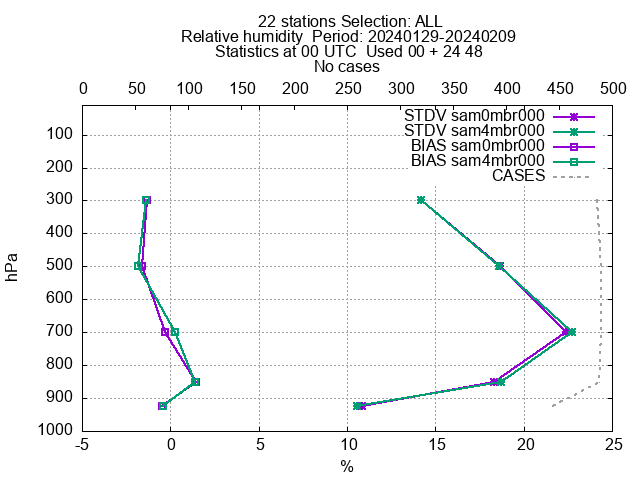 22 stations Selection: ALL
Relative humidity Period: 20240129-20240209
Statistics at 00 UTC Used 00 + 24 48
No cases
0 50 100 150 200 250 300 350 400 450 500
STDV sam0mbr000
STDV sam4mbr000
BIAS sam0mbr000
BIAS sam4mbr000
CASES
100
200
300
400
500
600
700
800
900
1000
hPa
-5 0 5 10 15 20 25
%